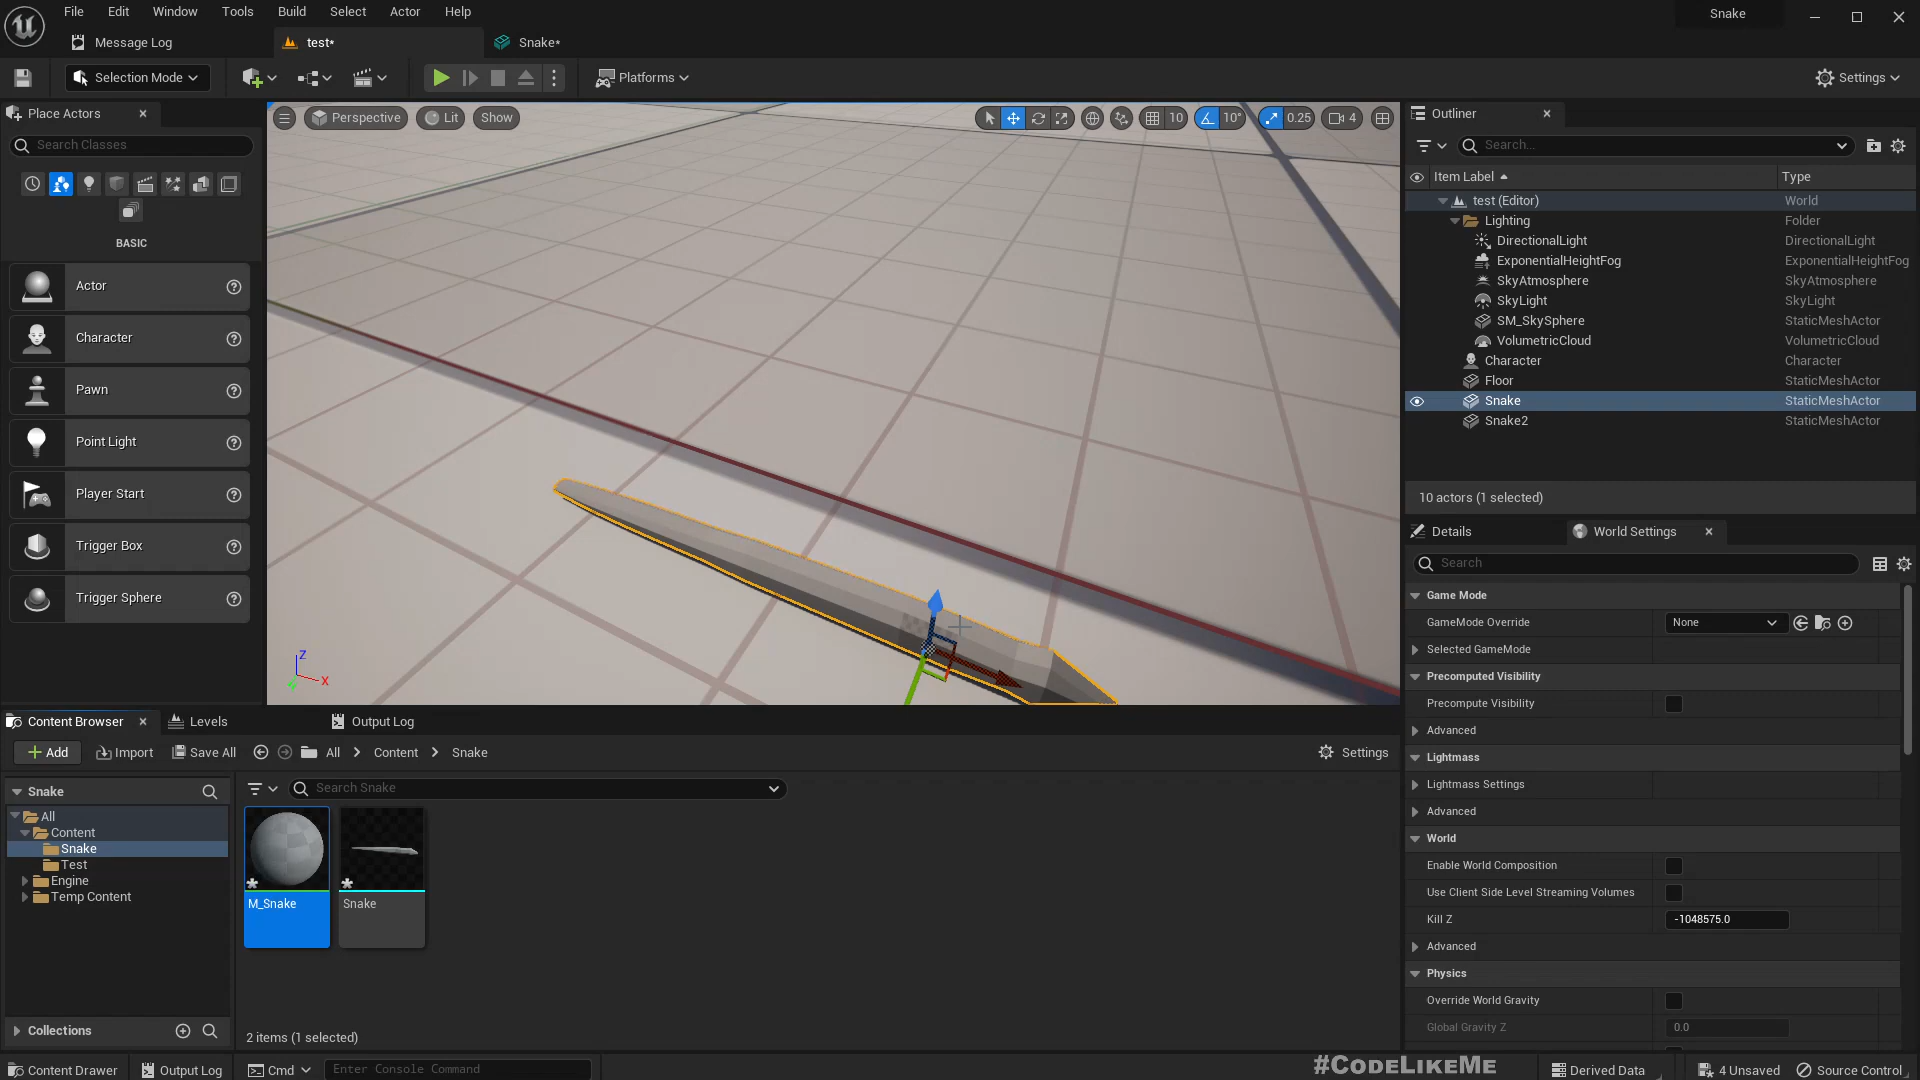 File Edit Window Tools Build Select Actor Help
Snake
Message Log
test*
Snake*
Selection Mode
Platforms
Settings
Place Actors
Search Classes
BASIC
Actor
Character
Pawn
Point Light
Player Start
Trigger Box
Trigger Sphere
Perspective Lit Show
10 10° 0.25 4
Z
X
Outliner
Search...
Item Label Type
test (Editor) World
Lighting Folder
DirectionalLight DirectionalLight
ExponentialHeightFog ExponentialHeightFog
SkyAtmosphere SkyAtmosphere
SkyLight SkyLight
SM_SkySphere StaticMeshActor
VolumetricCloud VolumetricCloud
Character Character
Floor StaticMeshActor
Snake StaticMeshActor
Snake2 StaticMeshActor
10 actors (1 selected)
Details World Settings
Search
Game Mode
GameMode Override None
Selected GameMode
Precomputed Visibility
Precompute Visibility
Advanced
Lightmass
Lightmass Settings
Advanced
World
Enable World Composition
Use Client Side Level Streaming Volumes
Kill Z -1048575.0
Advanced
Physics
Override World Gravity
Global Gravity Z 0.0
Content Browser Levels Output Log
Add Import Save All All Content Snake Settings
Snake
Search Snake
All
Content
Snake
Test
Engine
Temp Content
M_Snake
Snake
Collections
2 items (1 selected)
Content Drawer Output Log Cmd Enter Console Command
#CODELIKEME
Derived Data 4 Unsaved Source Control